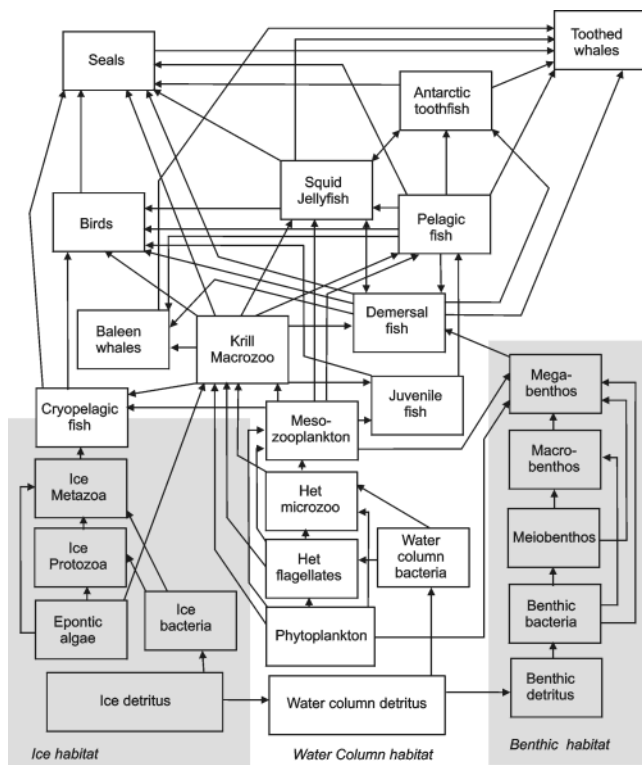 Toothed
whales
Seals
Antarctic
toothfish
Squid
Jellyfish
Birds
Pelagic
fish
Baleen
whales
Krill
Macrozoo
Demersal
fish
Mega-
benthos
Juvenile
fish
Cryopelagic
fish
Meso-
zooplankton
Macro-
benthos
Ice
Metazoa
Het
microzoo
Meiobenthos
Ice
Protozoa
Het
flagellates
Water
column
bacteria
Epontic
algae
Ice
bacteria
Phytoplankton
Benthic
bacteria
Benthic
detritus
Ice detritus
Water column detritus
Ice habitat
Water Column habitat
Benthic habitat